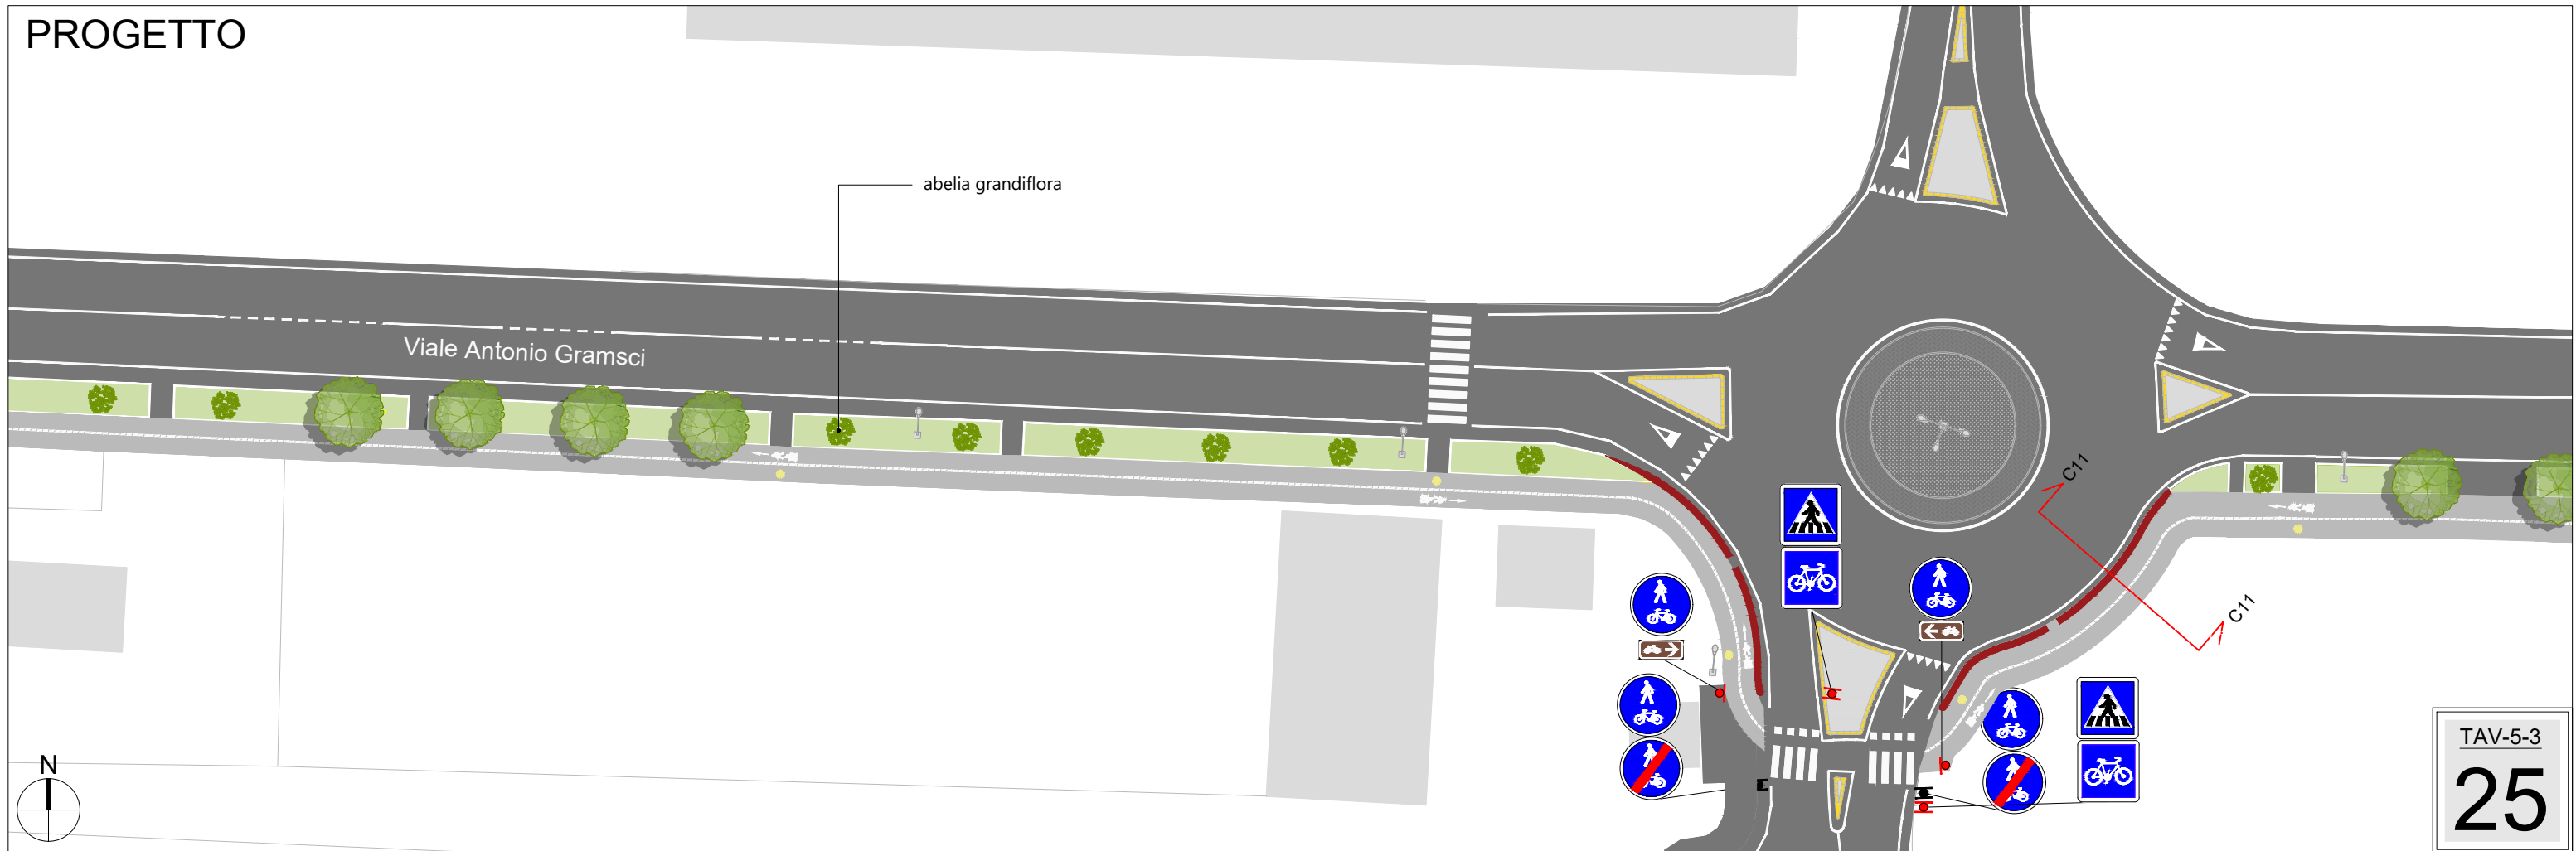 PROGETTO
abelia grandiflora
Viale Antonio Gramsci
C11
C11
N
TAV-5-3
25